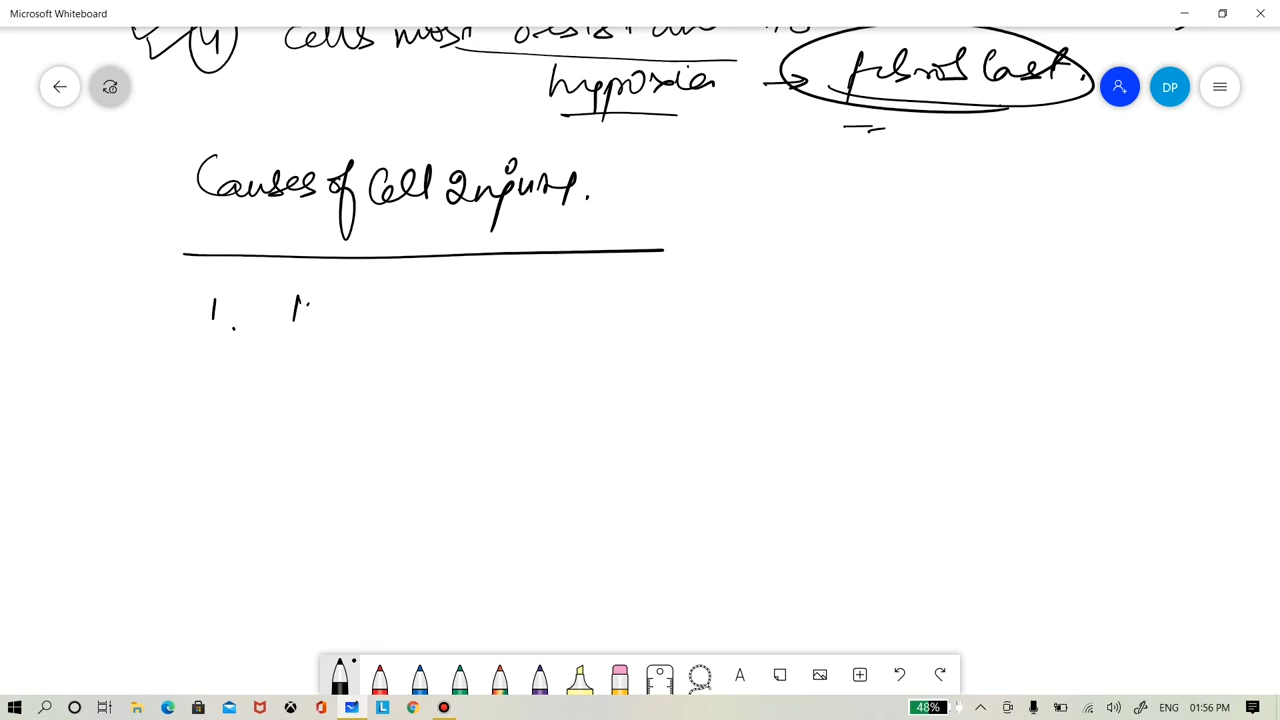 Microsoft Whiteboard
(4) Cells most resistant to
hypoxia → fibroblast.
DP
Causes of Cell Injury.
1.
A
48%
ENG
01:56 PM